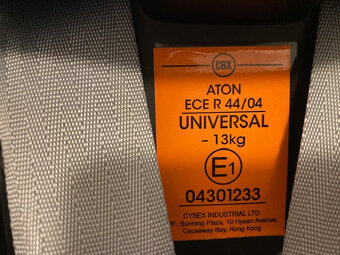 CBX
ATON
ECE R 44/04
UNIVERSAL
- 13kg
E1
04301233
CYBEX INDUSTRIAL LTD.
F., Sunning Plaza, 10 Hysan Avenue,
Causeway Bay, Hong Kong